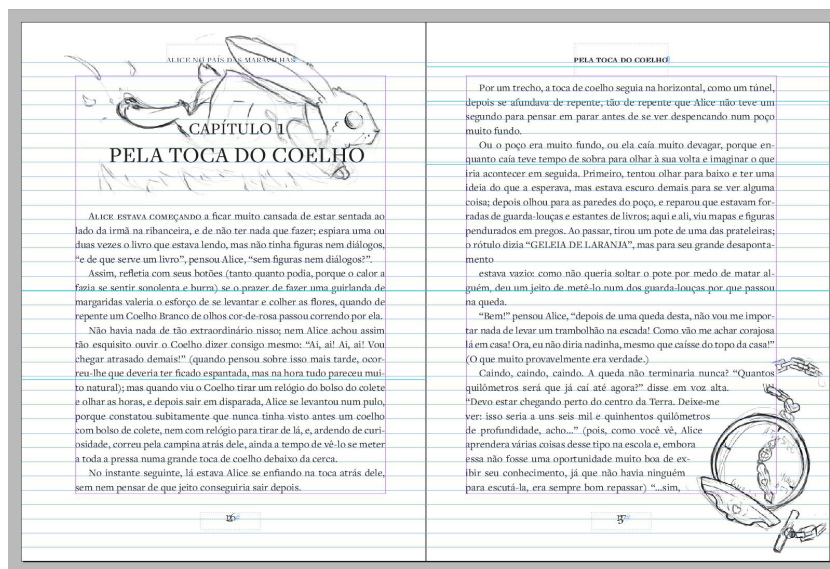 ALICE NO PAÍS DAS MARAVILHAS
CAPÍTULO 1
PELA TOCA DO COELHO
ALICE ESTAVA COMEÇANDO a ficar muito cansada de estar sentada ao
lado da irmã na ribanceira, e de não ter nada que fazer; espiara uma ou
duas vezes o livro que estava lendo, mas não tinha figuras nem diálogos,
“e de que serve um livro”, pensou Alice, “sem figuras nem diálogos?”.
Assim, refletia com seus botões (tanto quanto podia, porque o calor a
fazia se sentir sonolenta e burra) se o prazer de fazer uma guirlanda de
margaridas valeria o esforço de se levantar e colher as flores, quando de
repente um Coelho Branco de olhos cor-de-rosa passou correndo por ela.
Não havia nada de tão extraordinário nisso; nem Alice achou assim
tão esquisito ouvir o Coelho dizer consigo mesmo: “Ai, ai! Ai, ai! Vou
chegar atrasado demais!” (quando pensou sobre isso mais tarde, ocor-
reu-lhe que deveria ter ficado espantada, mas na hora tudo pareceu mui-
to natural); mas quando viu o Coelho tirar um relógio do bolso do colete
e olhar as horas, e depois sair em disparada, Alice se levantou num pulo,
porque constatou subitamente que nunca tinha visto antes um coelho
com bolso de colete, nem com relógio para tirar de lá, e, ardendo de curi-
osidade, correu pela campina atrás dele, ainda a tempo de vê-lo se meter
a toda a pressa numa grande toca de coelho debaixo da cerca.
No instante seguinte, lá estava Alice se enfiando na toca atrás dele,
sem nem pensar de que jeito conseguiria sair depois.
PELA TOCA DO COELHO
Por um trecho, a toca de coelho seguia na horizontal, como um túnel,
depois se afundava de repente, tão de repente que Alice não teve um
segundo para pensar em parar antes de se ver despencando num poço
muito fundo.
Ou o poço era muito fundo, ou ela caía muito devagar, porque en-
quanto caía teve tempo de sobra para olhar à sua volta e imaginar o que
iria acontecer em seguida. Primeiro, tentou olhar para baixo e ter uma
ideia do que a esperava, mas estava escuro demais para se ver alguma
coisa; depois olhou para as paredes do poço, e reparou que estavam for-
radas de guarda-louças e estantes de livros; aqui e ali, viu mapas e figuras
pendurados em pregos. Ao passar, tirou um pote de uma das prateleiras;
o rótulo dizia “GELEIA DE LARANJA”, mas para seu grande desaponta-
mento
estava vazio: como não queria soltar o pote por medo de matar al-
guém, deu um jeito de metê-lo num dos guarda-louças por que passou
na queda.
“Bem!” pensou Alice, “depois de uma queda desta, não vou me impor-
tar nada de levar um trambolhão na escada! Como vão me achar corajosa
lá em casa! Ora, eu não diria nadinha, mesmo que caísse do topo da casa!”
(O que muito provavelmente era verdade.)
Caindo, caindo, caindo. A queda não terminaria nunca? “Quantos
quilômetros será que já caí até agora?” disse em voz alta.
“Devo estar chegando perto do centro da Terra. Deixe-me
ver: isso seria a uns seis mil e quinhentos quilômetros
de profundidade, acho...” (pois, como você vê, Alice
aprendera várias coisas desse tipo na escola e, embora
essa não fosse uma oportunidade muito boa de ex-
ibir seu conhecimento, já que não havia ninguém
para escutá-la, era sempre bom repassar) “...sim,